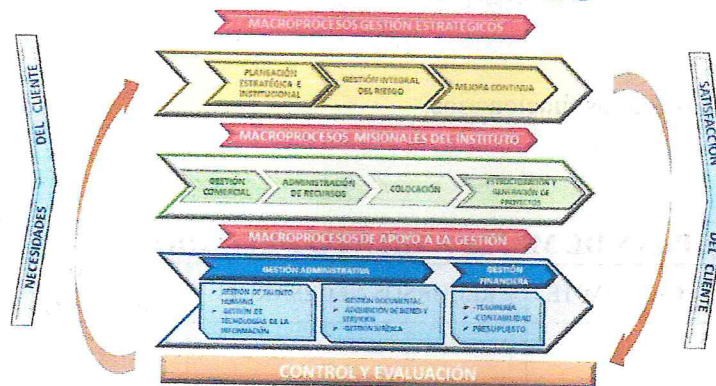 MACROPROCESOS GESTIÓN ESTRATÉGICOS
NECESIDADES DEL CLIENTE
PLANEACIÓN
ESTRATÉGICA E
INSTITUCIONAL
GESTIÓN INTEGRAL
DEL RIESGO
MEJORA CONTINUA
MACROPROCESOS MISIONALES DEL INSTITUTO
GESTIÓN
COMERCIAL
ADMINISTRACIÓN
DE RECURSOS
COLOCACIÓN
ESTRUCTURACIÓN Y
GENERACIÓN DE
PROYECTOS
MACROPROCESOS DE APOYO A LA GESTIÓN
GESTIÓN ADMINISTRATIVA
GESTIÓN
FINANCIERA
GESTIÓN DE TALENTO
HUMANO
GESTIÓN DE
TECNOLOGÍAS DE LA
INFORMACIÓN
GESTIÓN DOCUMENTAL
ADQUISICIÓN DE BIENES Y
SERVICIOS
GESTIÓN JURÍDICA
TESORERÍA
CONTABILIDAD
PRESUPUESTO
SATISFACCIÓN DEL CLIENTE
CONTROL Y EVALUACIÓN